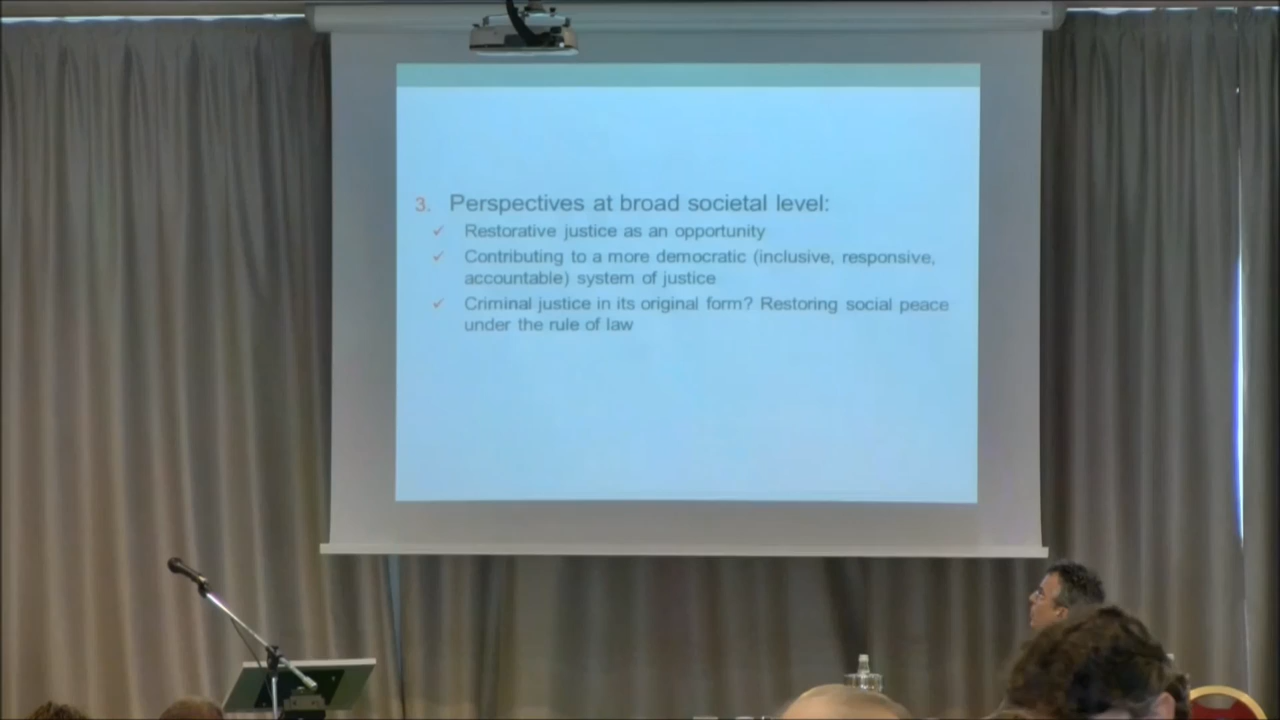 3. Perspectives at broad societal level:
✓ Restorative justice as an opportunity
✓ Contributing to a more democratic (inclusive, responsive,
accountable) system of justice
✓ Criminal justice in its original form? Restoring social peace
under the rule of law